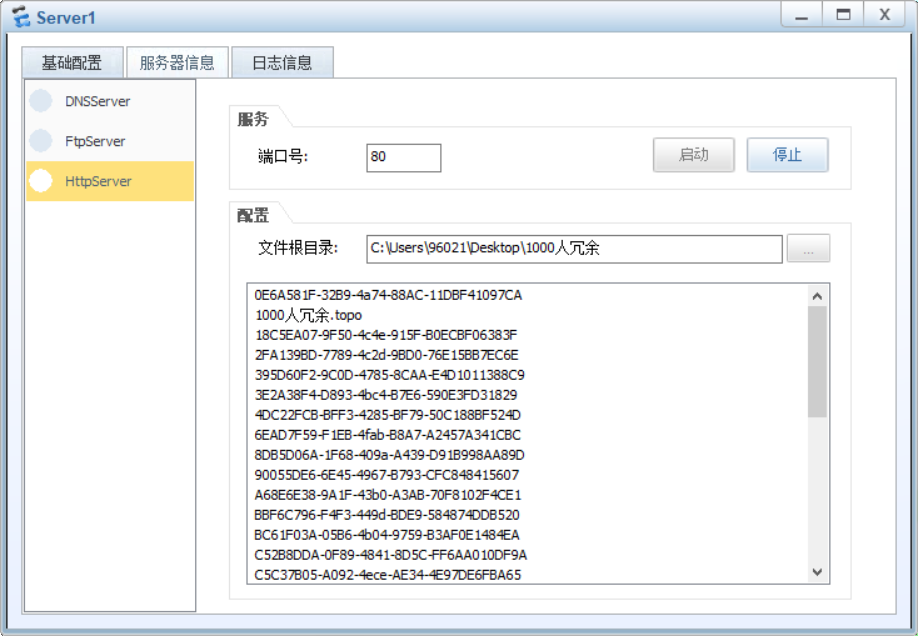 Server1
基础配置 服务器信息 日志信息
DNSServer
FtpServer
HttpServer
服务
端口号: 80 启动 停止
配置
文件根目录: C:\Users\96021\Desktop\1000人冗余 ...
0E6A581F-32B9-4a74-88AC-11DBF41097CA
1000人冗余.topo
18C5EA07-9F50-4c4e-915F-B0ECBF06383F
2FA139BD-7789-4c2d-9BD0-76E15BB7EC6E
395D60F2-9C0D-4785-8CAA-E4D1011388C9
3E2A38F4-D893-4bc4-B7E6-590E3FD31829
4DC22FCB-BFF3-4285-BF79-50C188BF524D
6EAD7F59-F1EB-4fab-B8A7-A2457A341CBC
8DB5D06A-1F68-409a-A439-D91B998AA89D
90055DE6-6E45-4967-B793-CFC848415607
A68E6E38-9A1F-43b0-A3AB-70F8102F4CE1
BBF6C796-F4F3-449d-BDE9-584874DDB520
BC61F03A-05B6-4b04-9759-B3AF0E1484EA
C52B8DDA-0F89-4841-8D5C-FF6AA010DF9A
C5C37B05-A092-4ece-AE34-4E97DE6FBA65